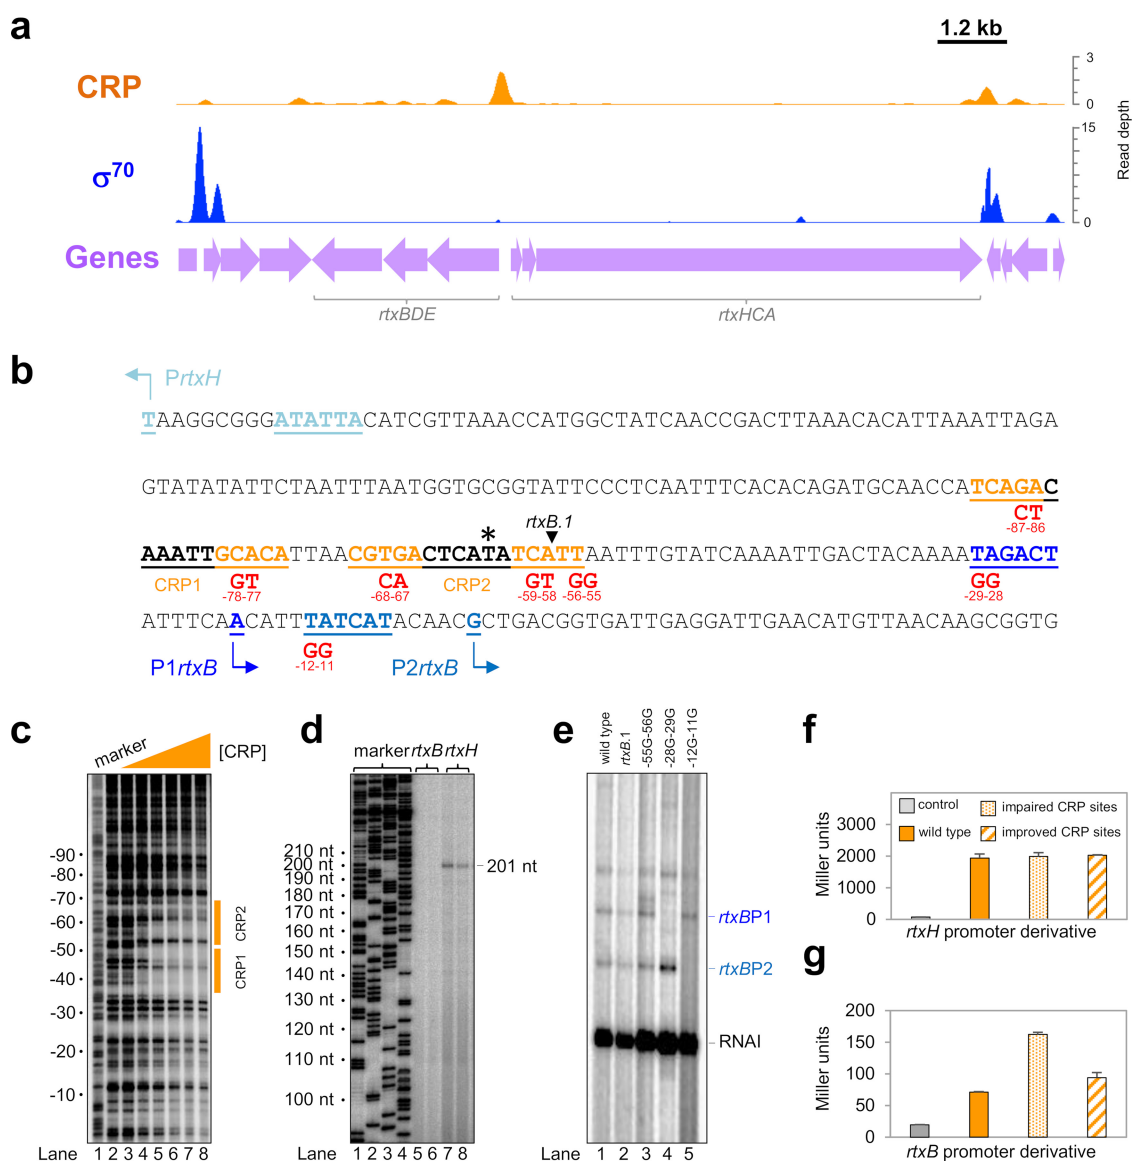 a
1.2 kb
CRP
3
0
σ70
15
0
Read depth
Genes
rtxBDE
rtxHCA
b
PrtxH
TAAGGCGGGATATTACATCGTTAAACCATGGCTATCAACCGACTTAAACACATTAAATTAGA
GTATATATTCTAATTTAATGGTGCGGTATTCCCTCAATTTCACACAGATGCAACCATCAGAC
CT
-87-86
* rtxB.1
AAATTGCACATTAACGTGACTCATATCATTAATTTGTATCAAAATTGACTACAAAATAGACT
CRP1 GT CA CRP2 GT GG GG
-78-77 -68-67 -59-58 -56-55 -29-28
ATTTCAACATTTATCATACAACGCTGACGGTGATTGAGGATTGAACATGTTAACAAGCGGTG
P1rtxB GG P2rtxB
-12-11
c
marker [CRP]
-90
-80
-70
-60
-50
-40
-30
-20
-10
CRP2
CRP1
Lane 1 2 3 4 5 6 7 8
d
marker rtxB rtxH
210 nt
200 nt
190 nt
180 nt
170 nt
160 nt
150 nt
140 nt
130 nt
120 nt
110 nt
100 nt
201 nt
Lane 1 2 3 4 5 6 7 8
e
wild type
rtxB.1
-55G-56G
-28G-29G
-12G-11G
rtxBP1
rtxBP2
RNAI
Lane 1 2 3 4 5
f
control impaired CRP sites
wild type improved CRP sites
Miller units
3000
2000
1000
0
rtxH promoter derivative
g
Miller units
200
150
100
50
0
rtxB promoter derivative